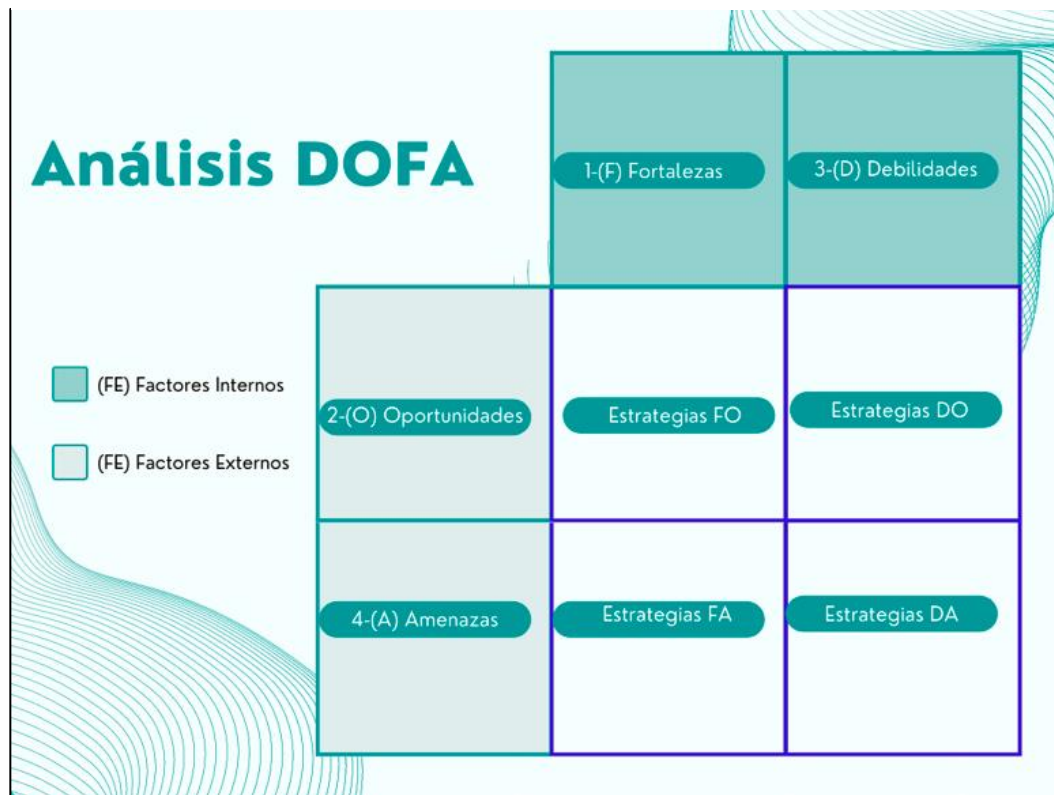 Análisis DOFA
1-(F) Fortalezas
3-(D) Debilidades
(FE) Factores Internos
(FE) Factores Externos
2-(O) Oportunidades
Estrategias FO
Estrategias DO
4-(A) Amenazas
Estrategias FA
Estrategias DA